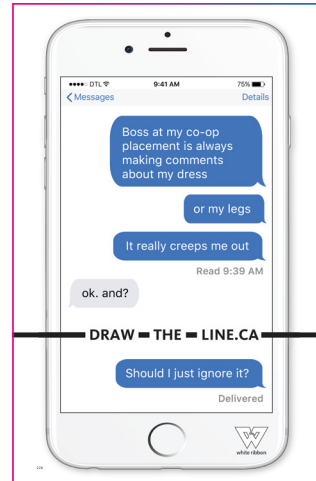 DTL 9:41 AM 75%
Messages Details
Boss at my co-op
placement is always
making comments
about my dress
or my legs
It really creeps me out
Read 9:39 AM
ok. and?
DRAW THE LINE.CA
Should I just ignore it?
Delivered
white ribbon